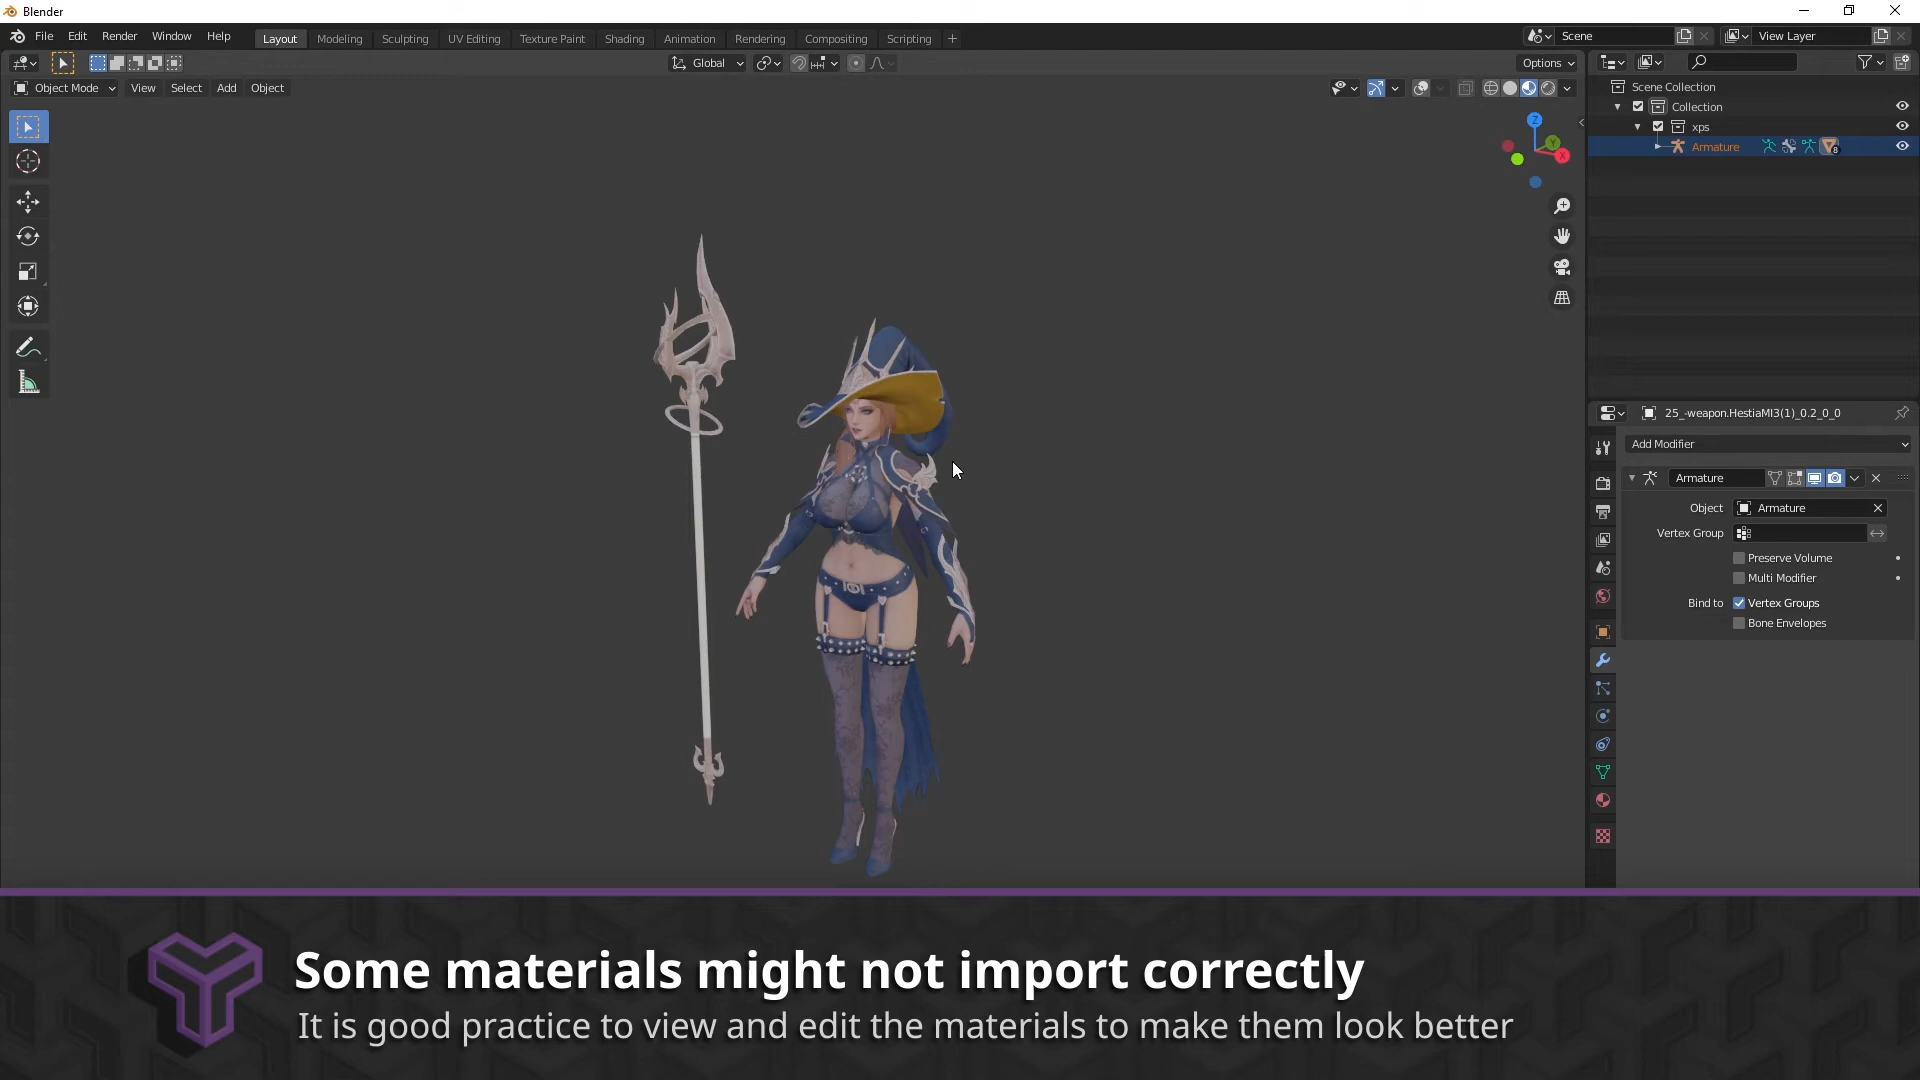 Blender
File Edit Render Window Help Layout Modeling Sculpting UV Editing Texture Paint Shading Animation Rendering Compositing Scripting + Scene View Layer
Global Options
Object Mode View Select Add Object
Scene Collection
Collection
xps
Armature 8
Z
Y
X
25_-weapon.HestiaMI3(1)_0.2_0_0
Add Modifier
Armature
Object Armature
Vertex Group
Preserve Volume
Multi Modifier
Bind to Vertex Groups
Bone Envelopes
Some materials might not import correctly
It is good practice to view and edit the materials to make them look better